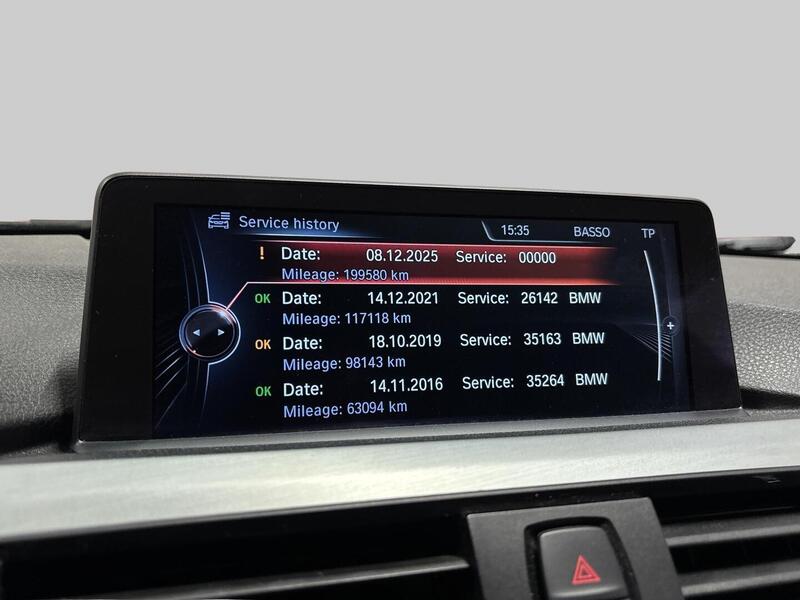 Service history 15:35 BASSO TP
! Date: 08.12.2025 Service: 00000
Mileage: 199580 km
OK Date: 14.12.2021 Service: 26142 BMW
Mileage: 117118 km
OK Date: 18.10.2019 Service: 35163 BMW
Mileage: 98143 km
OK Date: 14.11.2016 Service: 35264 BMW
Mileage: 63094 km